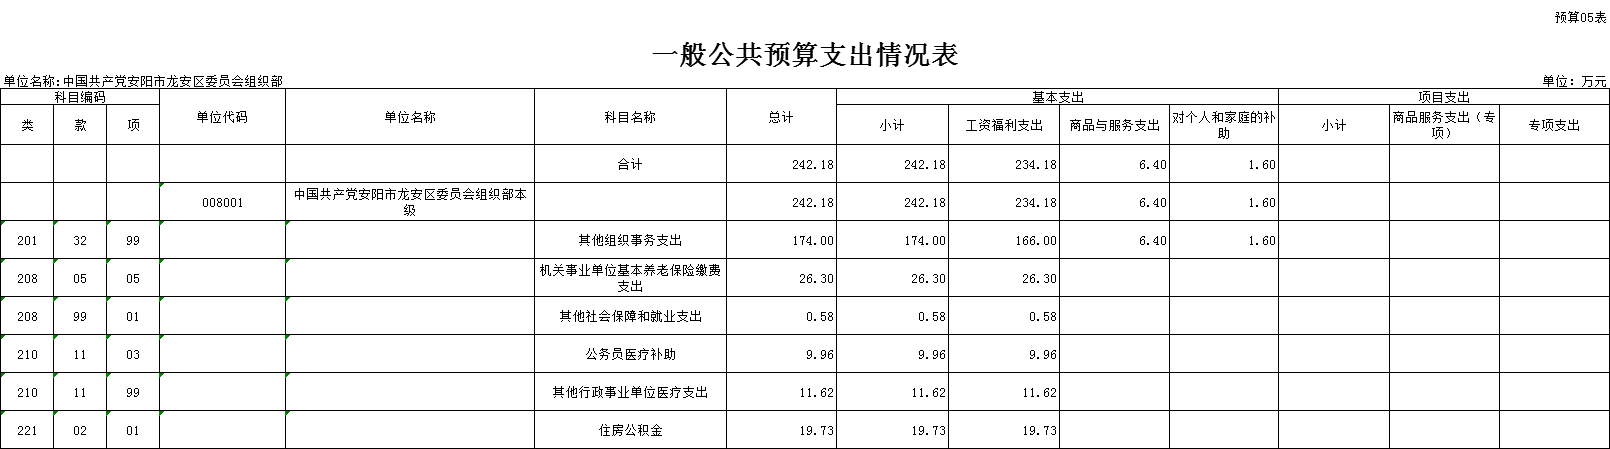 预算05表
一般公共预算支出情况表
单位名称:中国共产党安阳市龙安区委员会组织部 单位：万元
科目编码 单位代码 单位名称 科目名称 总计 基本支出 项目支出
类 款 项 小计 工资福利支出 商品与服务支出 对个人和家庭的补助 小计 商品服务支出（专项） 专项支出
合计 242.18 242.18 234.18 6.40 1.60
008001 中国共产党安阳市龙安区委员会组织部本级 242.18 242.18 234.18 6.40 1.60
201 32 99 其他组织事务支出 174.00 174.00 166.00 6.40 1.60
208 05 05 机关事业单位基本养老保险缴费支出 26.30 26.30 26.30
208 99 01 其他社会保障和就业支出 0.58 0.58 0.58
210 11 03 公务员医疗补助 9.96 9.96 9.96
210 11 99 其他行政事业单位医疗支出 11.62 11.62 11.62
221 02 01 住房公积金 19.73 19.73 19.73